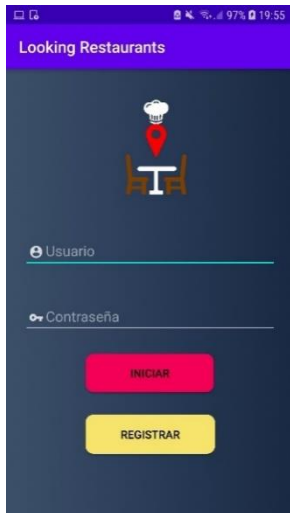 97% 19:55
Looking Restaurants
Usuario
Contraseña
INICIAR
REGISTRAR